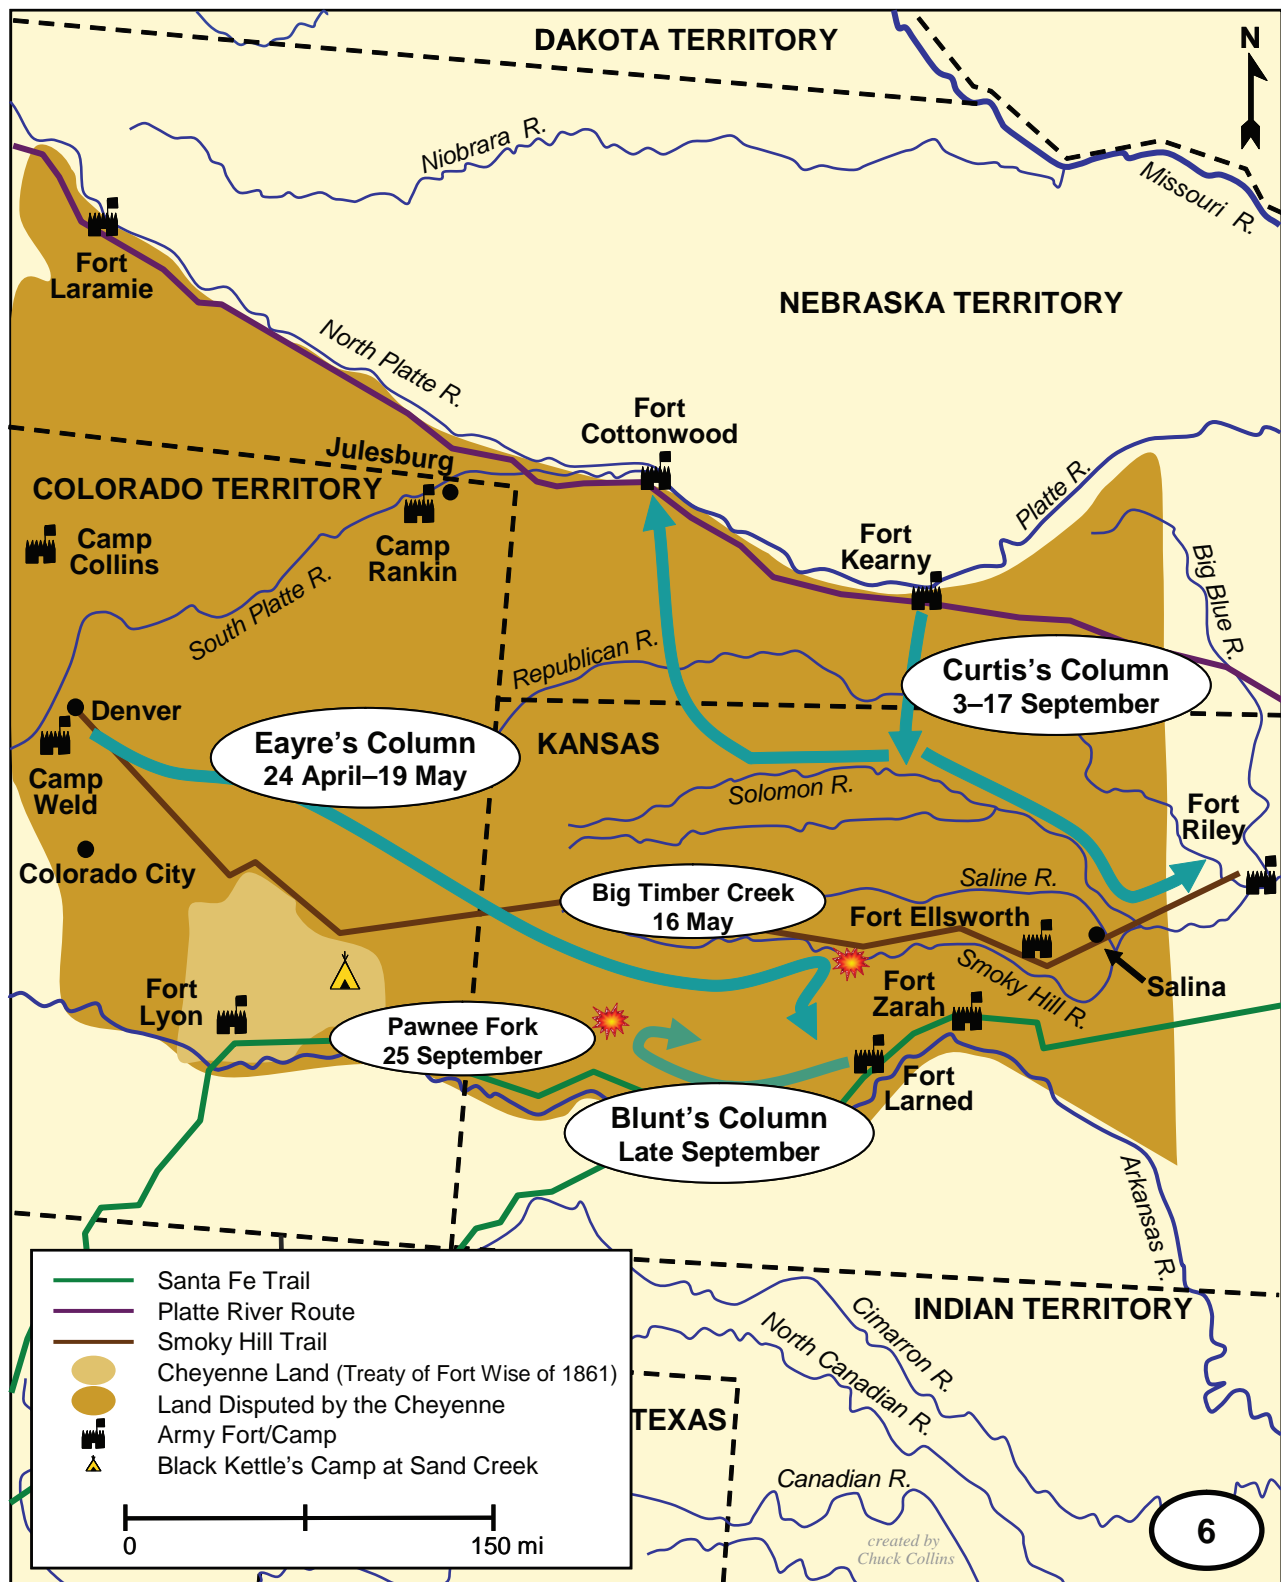 DAKOTA TERRITORY
N
Niobrara R.
Missouri R.
Fort
Laramie
NEBRASKA TERRITORY
North Platte R.
Fort
Cottonwood
Julesburg
COLORADO TERRITORY
Platte R.
Camp
Collins
Camp
Rankin
Fort
Kearny
Big Blue R.
South Platte R.
Republican R.
Curtis's Column
3–17 September
Denver
Eayre's Column
24 April–19 May
KANSAS
Camp
Weld
Solomon R.
Fort
Riley
Colorado City
Big Timber Creek
16 May
Saline R.
Fort Ellsworth
Smoky Hill R.
Salina
Fort
Lyon
Fort
Zarah
Pawnee Fork
25 September
Fort
Larned
Blunt's Column
Late September
Arkansas R.
Santa Fe Trail
Platte River Route
Smoky Hill Trail
Cheyenne Land (Treaty of Fort Wise of 1861)
Land Disputed by the Cheyenne
Army Fort/Camp
Black Kettle's Camp at Sand Creek
0
150 mi
INDIAN TERRITORY
Cimarron R.
North Canadian R.
TEXAS
Canadian R.
created by
Chuck Collins
6